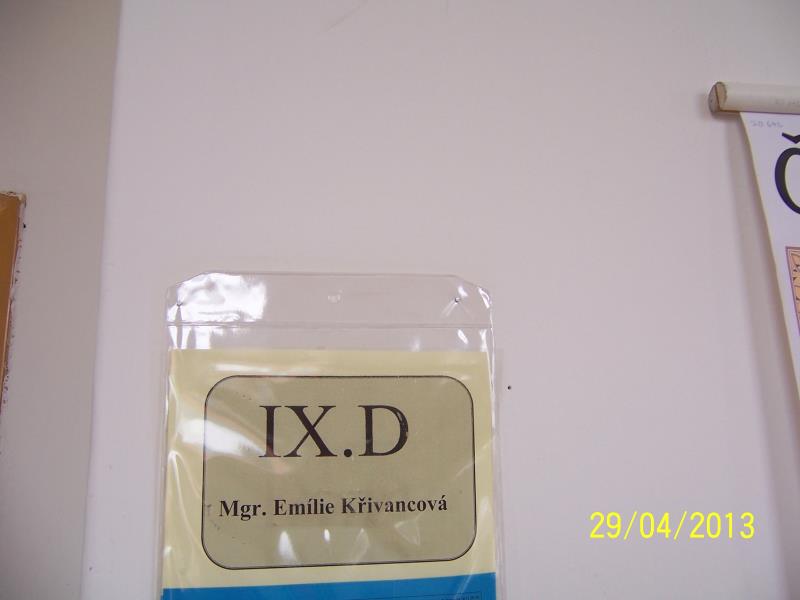 IX.D
Mgr. Emílie Křivancová
29/04/2013
Č